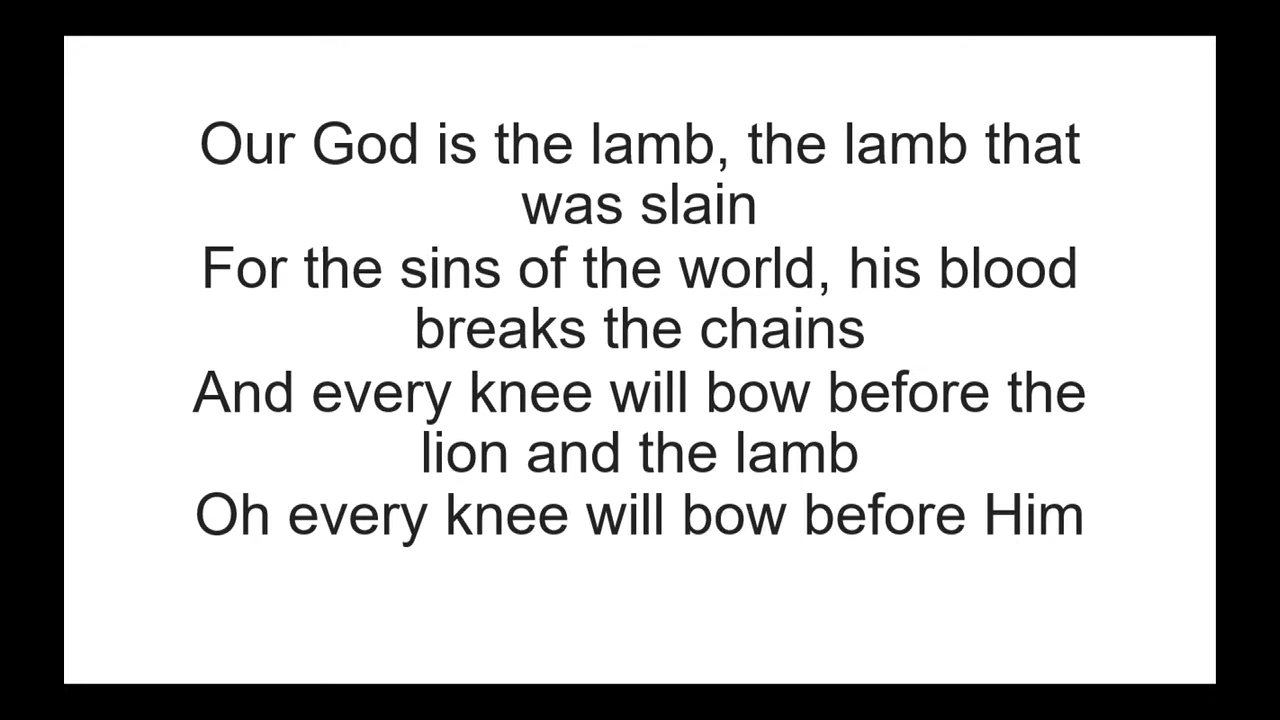 Our God is the lamb, the lamb that
was slain
For the sins of the world, his blood
breaks the chains
And every knee will bow before the
lion and the lamb
Oh every knee will bow before Him